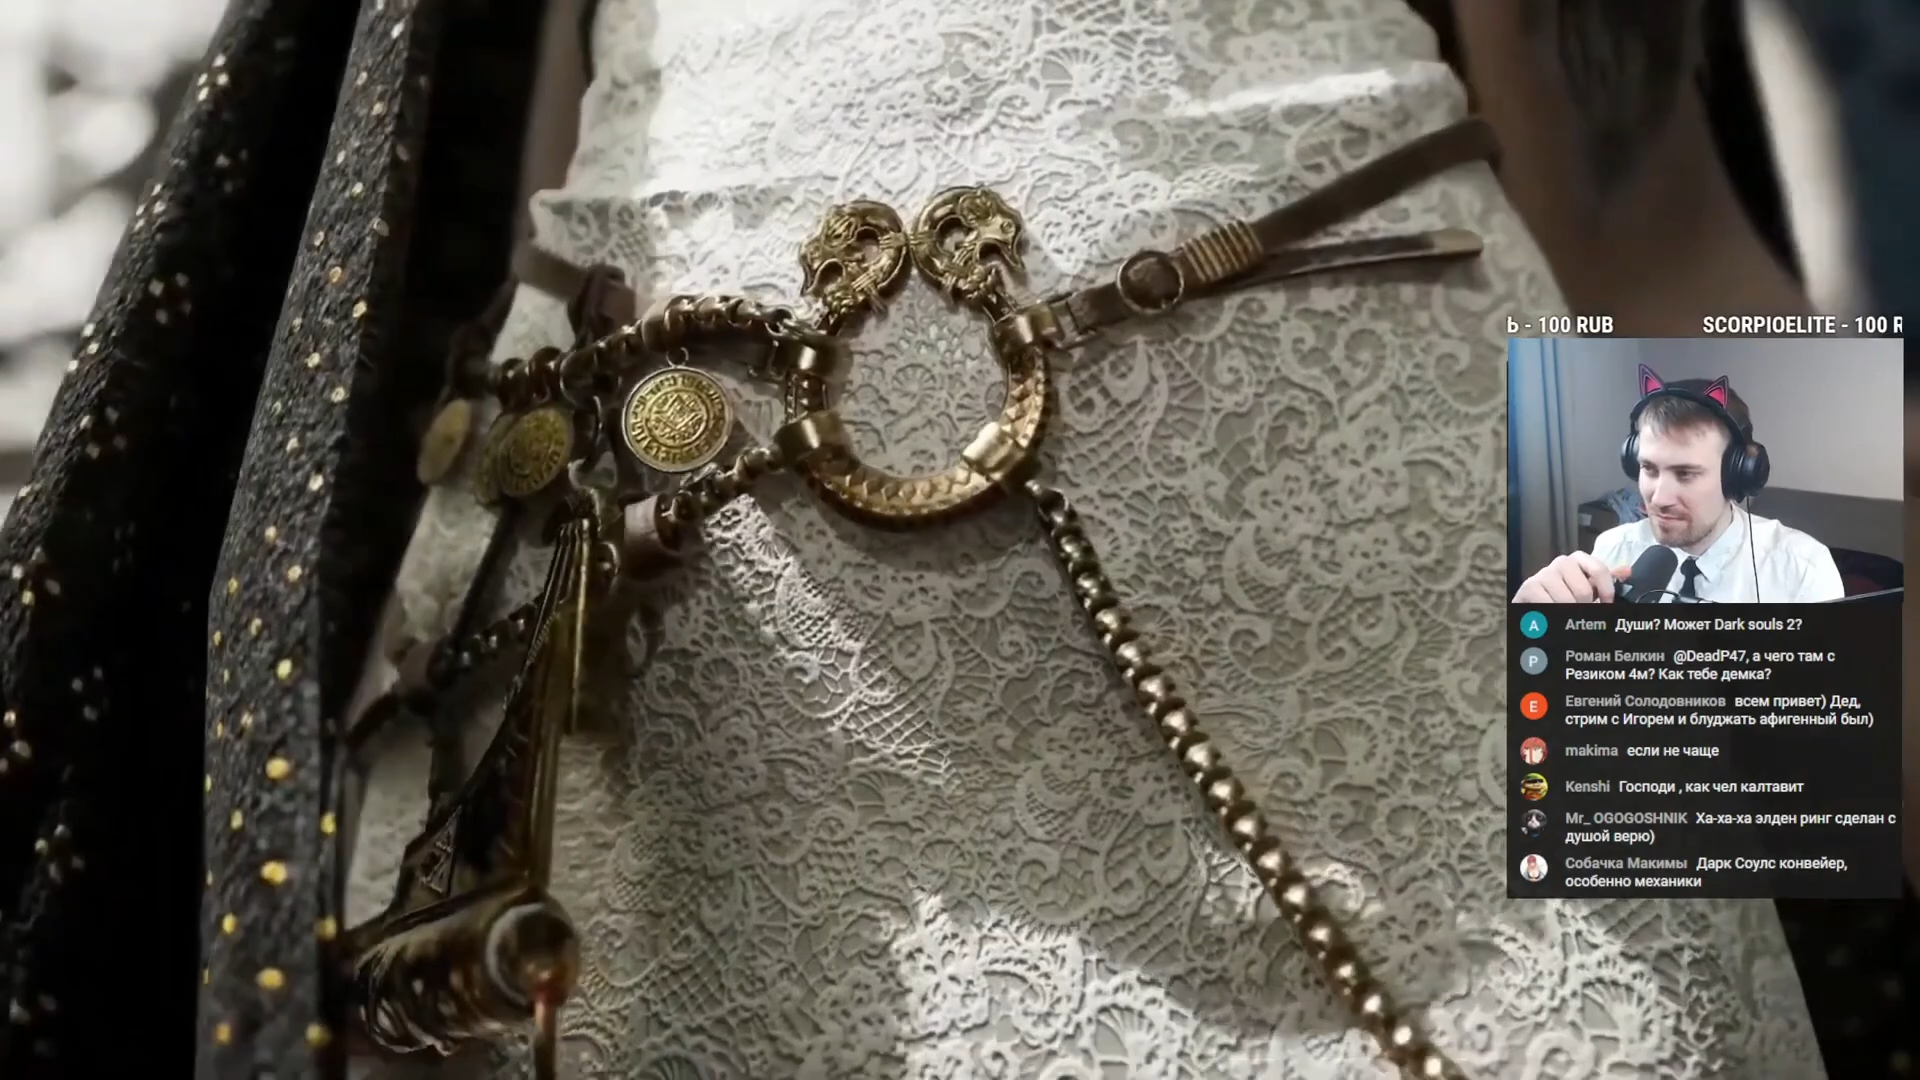 Ь - 100 RUB SCORPIOELITE - 100 R
A Artem Души? Может Dark souls 2?
Р Роман Белкин @DeadP47, а чего там с
Резиком 4м? Как тебе демка?
Е Евгений Солодовников всем привет) Дед,
стрим с Игорем и блуджать афигенный был)
makima если не чаще
Kenshi Господи , как чел калтавит
Mr_ OGOGOSHNIK Ха-ха-ха элден ринг сделан с
душой верю)
Собачка Макимы Дарк Соулс конвейер,
особенно механики